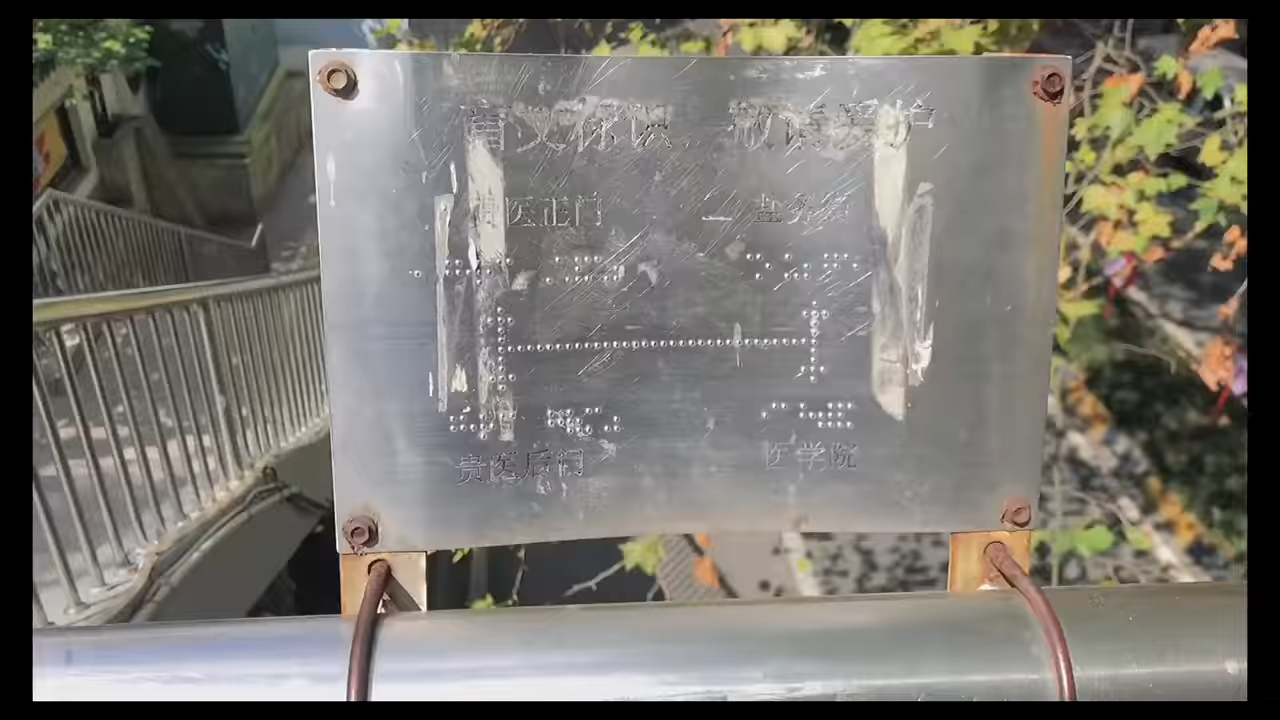 盲文标识 敬请爱护
贵医正门 盐务街
贵医后门 医学院